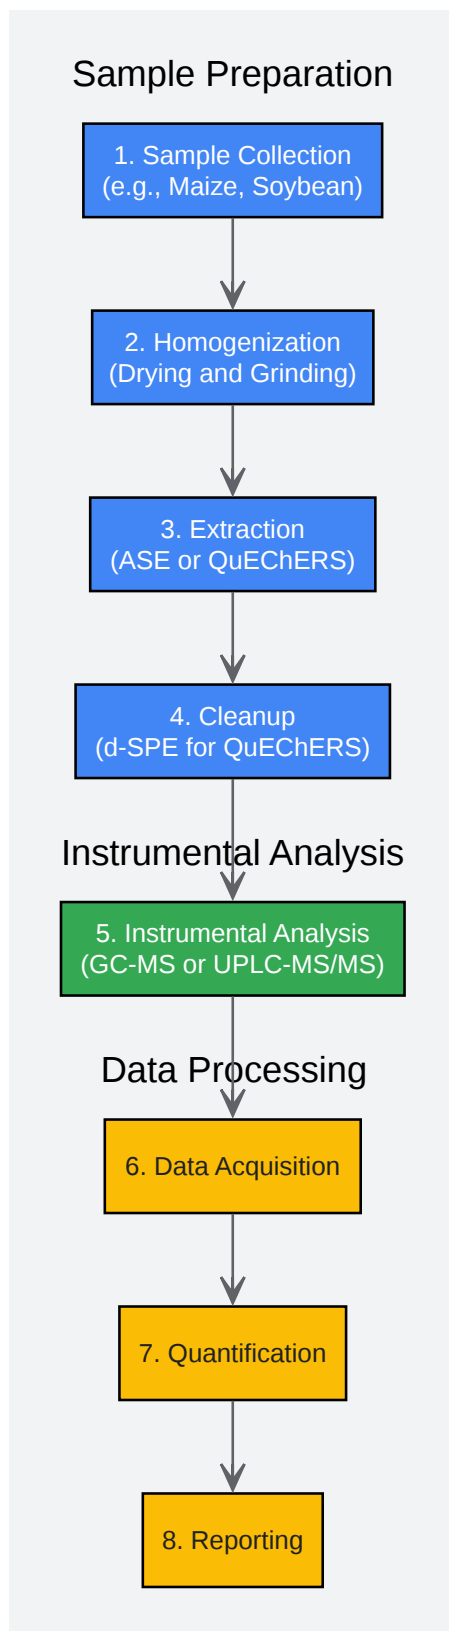 Sample Preparation
1. Sample Collection
(e.g., Maize, Soybean)
2. Homogenization
(Drying and Grinding)
3. Extraction
(ASE or QuEChERS)
4. Cleanup
(d-SPE for QuEChERS)
Instrumental Analysis
5. Instrumental Analysis
(GC-MS or UPLC-MS/MS)
Data Processing
6. Data Acquisition
7. Quantification
8. Reporting